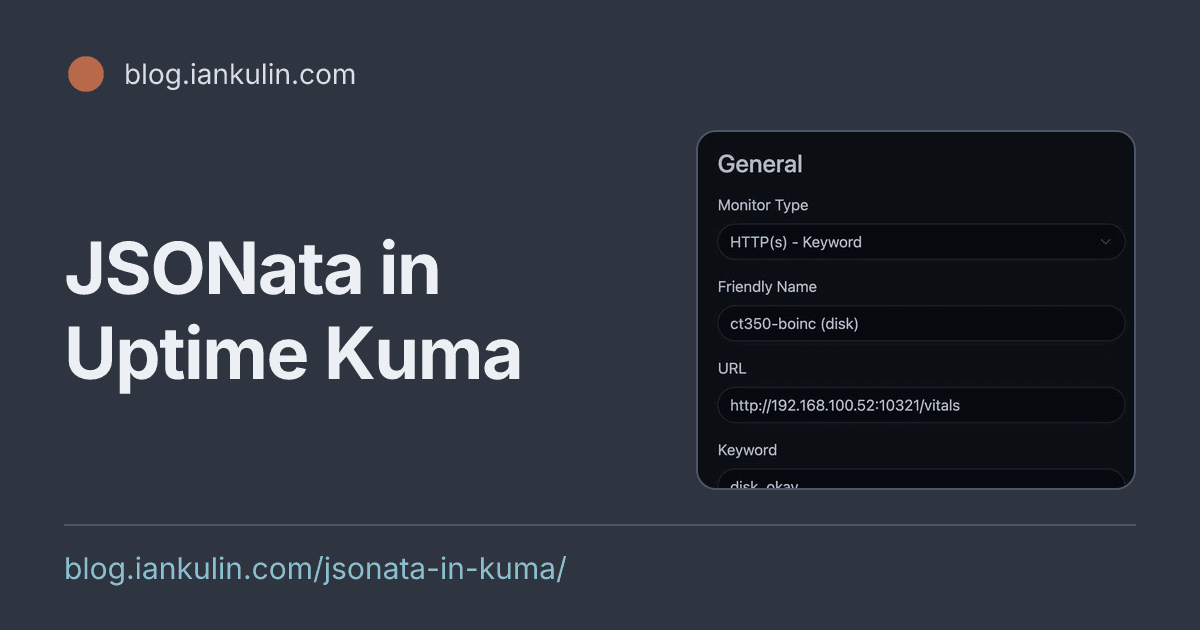 blog.iankulin.com
JSONata in
Uptime Kuma
General
Monitor Type
HTTP(s) - Keyword
Friendly Name
ct350-boinc (disk)
URL
http://192.168.100.52:10321/vitals
Keyword
disk_okay
blog.iankulin.com/jsonata-in-kuma/